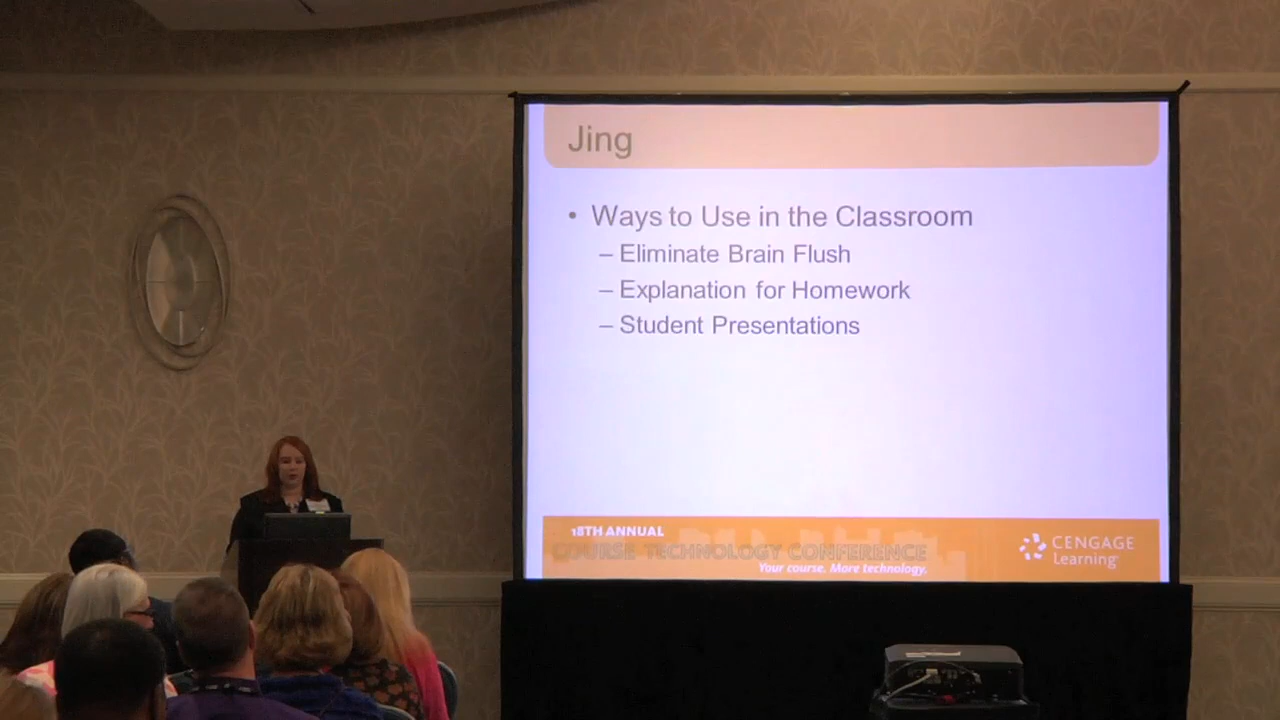 Jing
• Ways to Use in the Classroom
– Eliminate Brain Flush
– Explanation for Homework
– Student Presentations
18TH ANNUAL
COURSE TECHNOLOGY CONFERENCE
Your course. More technology.
CENGAGE
Learning